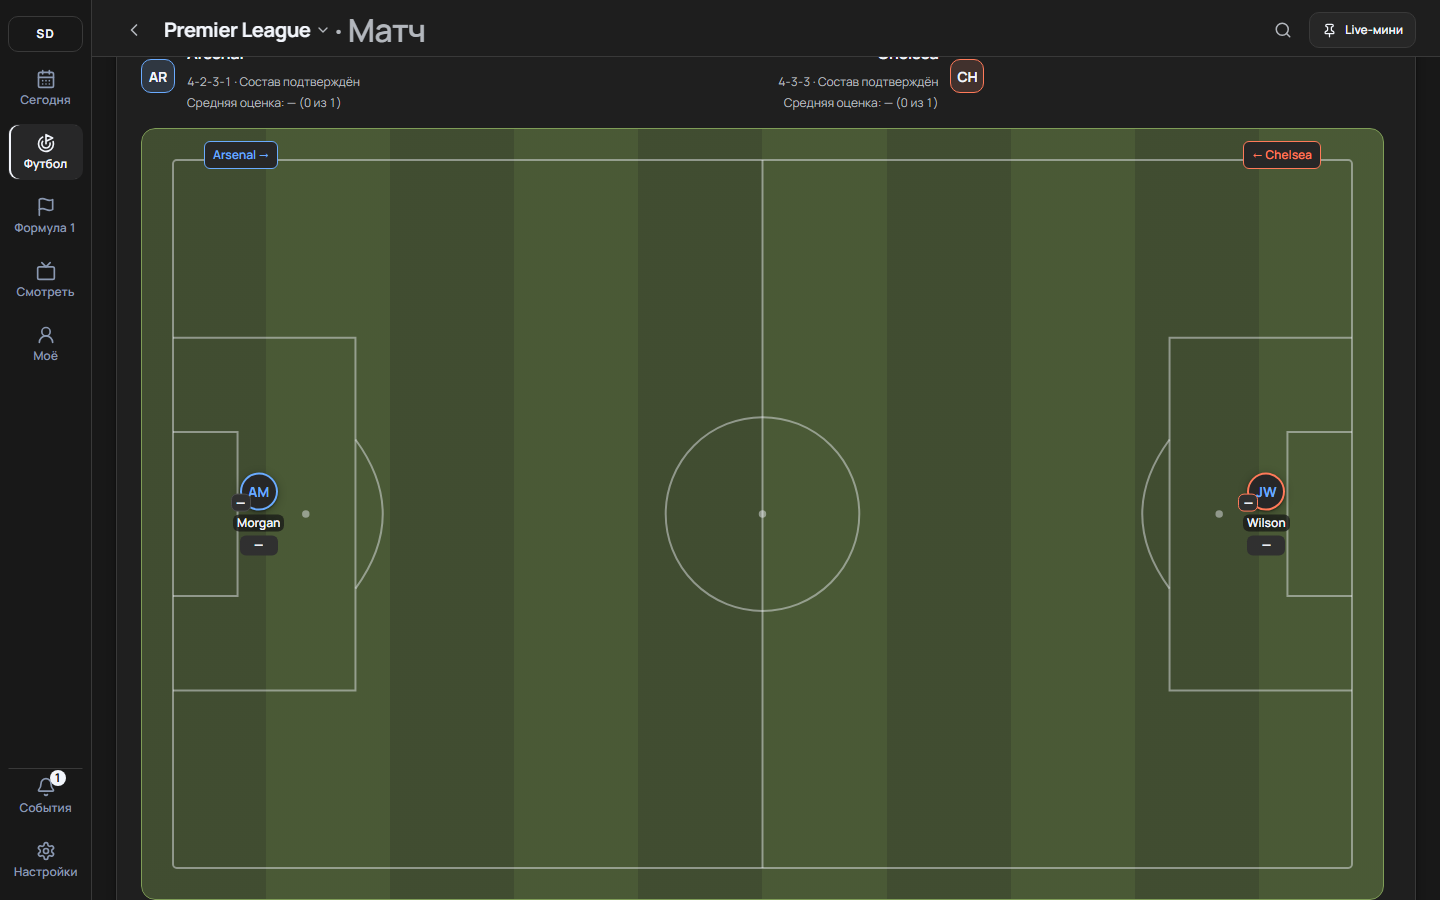 SD
Сегодня
Футбол
Формула 1
Смотреть
Моё
1
События
Настройки
Premier League · Матч
Live-мини
AR
Arsenal
4-2-3-1 · Состав подтверждён
Средняя оценка: — (0 из 1)
Chelsea
4-3-3 · Состав подтверждён
Средняя оценка: — (0 из 1)
CH
Arsenal →
← Chelsea
AM
—
Morgan
—
JW
—
Wilson
—